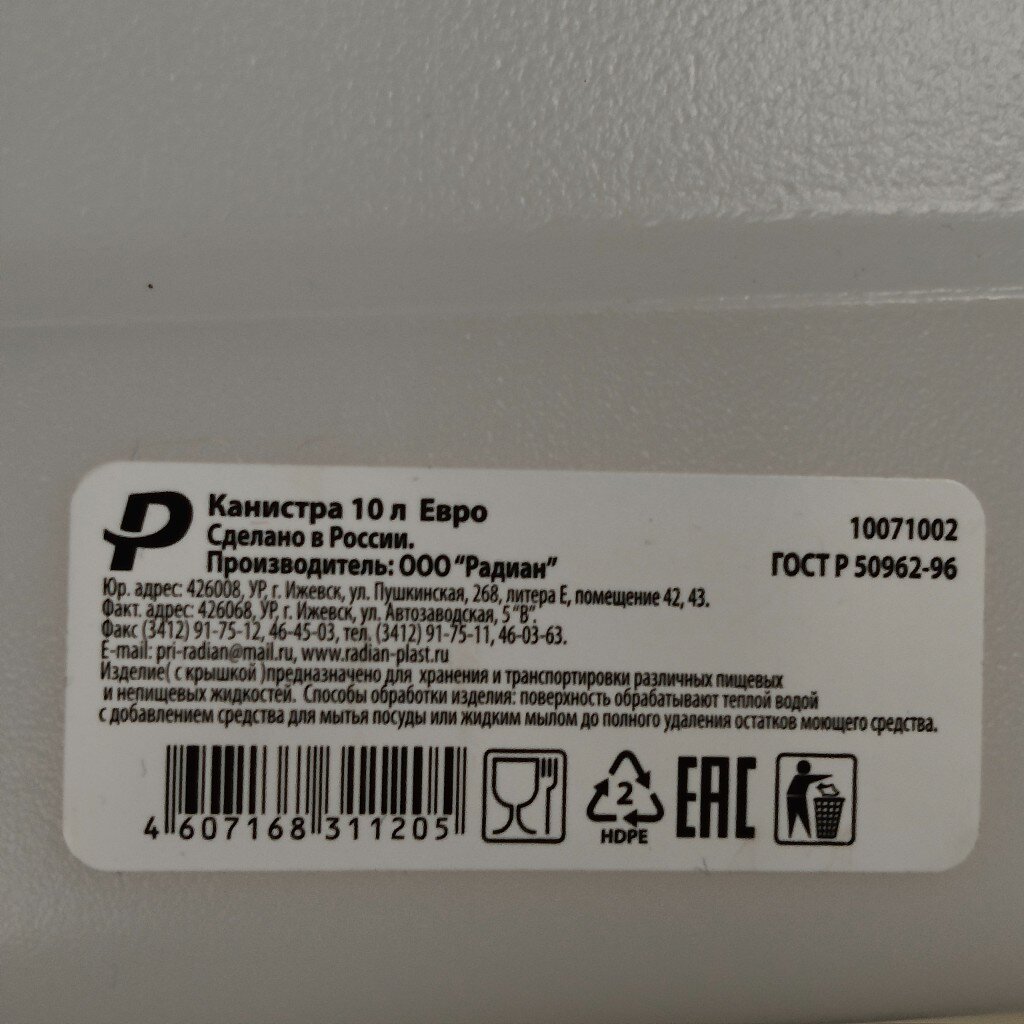 Канистра 10 л Евро
Сделано в России.
Производитель: ООО "Радиан"
10071002
ГОСТ Р 50962-96
Юр. адрес: 426008, УР, г. Ижевск, ул. Пушкинская, 268, литера Е, помещение 42, 43.
Факт. адрес: 426068, УР, г. Ижевск, ул. Автозаводская, 5 "В".
Факс (3412) 91-75-12, 46-45-03, тел. (3412) 91-75-11, 46-03-63.
E-mail: pri-radian@mail.ru, www.radian-plast.ru
Изделие( с крышкой )предназначено для хранения и транспортировки различных пищевых
и непищевых жидкостей. Способы обработки изделия: поверхность обрабатывают теплой водой
с добавлением средства для мытья посуды или жидким мылом до полного удаления остатков моющего средства.
4 607168 311205
2
HDPE
EAC